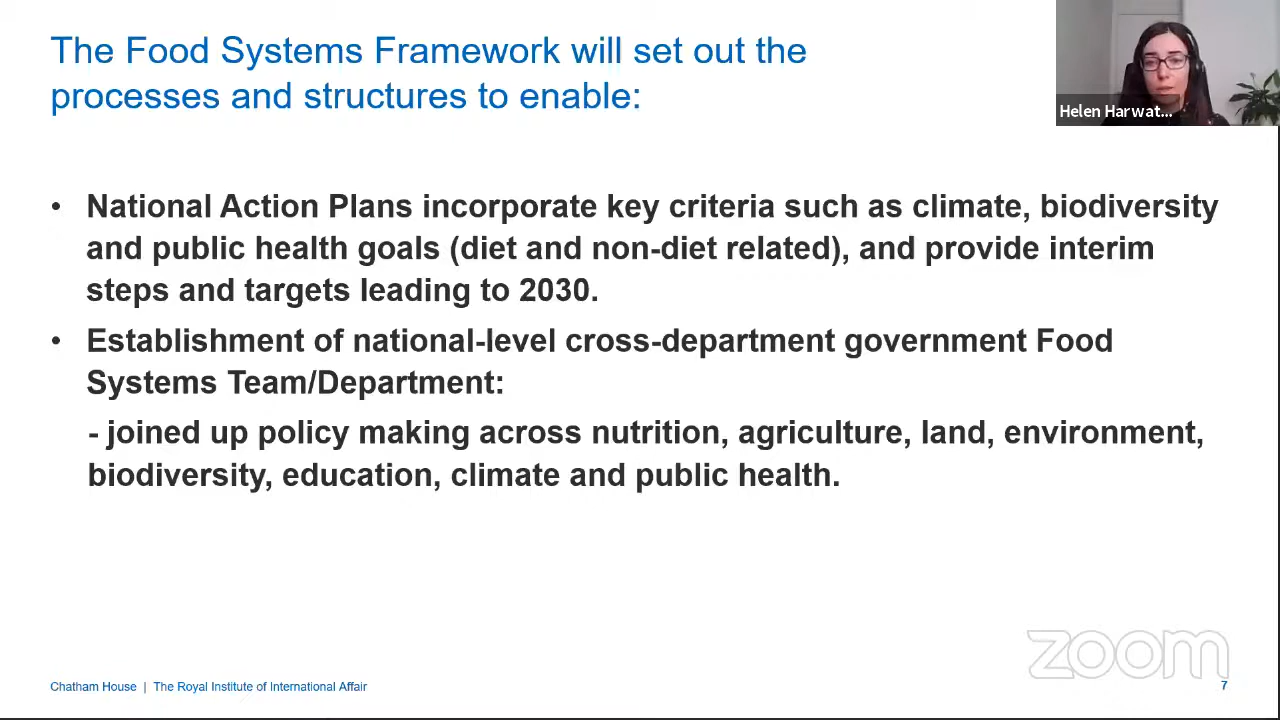 The Food Systems Framework will set out the
processes and structures to enable:
Helen Harwat...
• National Action Plans incorporate key criteria such as climate, biodiversity
and public health goals (diet and non-diet related), and provide interim
steps and targets leading to 2030.
• Establishment of national-level cross-department government Food
Systems Team/Department:
- joined up policy making across nutrition, agriculture, land, environment,
biodiversity, education, climate and public health.
zoom
Chatham House | The Royal Institute of International Affair
7